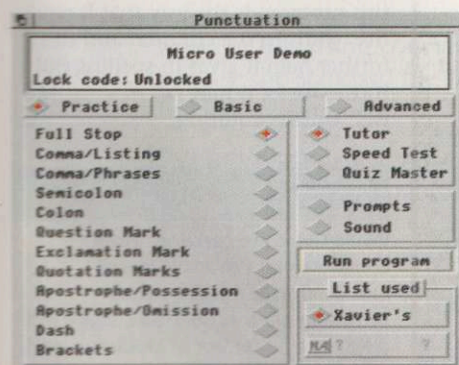 Punctuation
Micro User Demo
Lock code: Unlocked
Practice Basic Advanced
Full Stop
Comma/Listing
Comma/Phrases
Semicolon
Colon
Question Mark
Exclamation Mark
Quotation Marks
Apostrophe/Possession
Apostrophe/Omission
Dash
Brackets
Tutor
Speed Test
Quiz Master
Prompts
Sound
Run program
List used
Xavier's
? ?